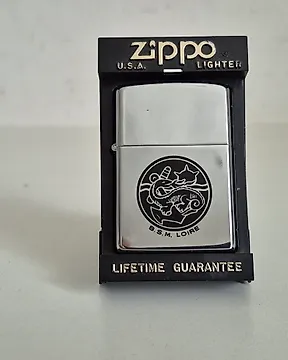 Zippo
U.S.A. LIGHTER
B.S.M. LOIRE
LIFETIME GUARANTEE